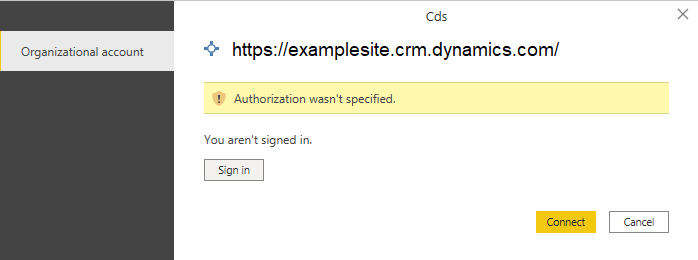 Cds
Organizational account
https://examplesite.crm.dynamics.com/
Authorization wasn't specified.
You aren't signed in.
Sign in
Connect
Cancel